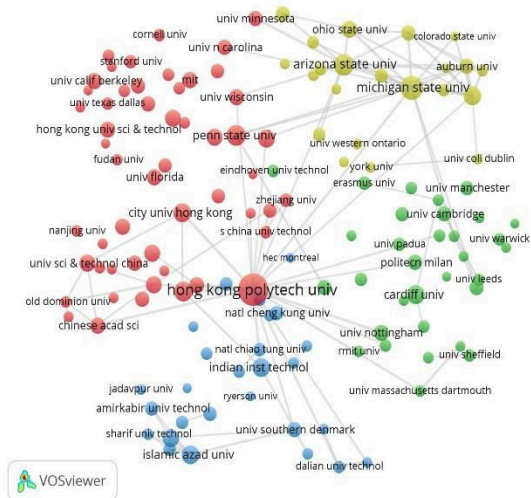 cornell univ
univ minnesota
ohio state univ
colorado state univ
univ n carolina
stanford univ
arizona state univ
auburn univ
univ calif berkeley
mit
michigan state univ
univ texas dallas
univ wisconsin
hong kong univ sci & technol
penn state univ
univ western ontario
fudan univ
york univ
univ coll dublin
eindhoven univ technol
univ florida
erasmus univ
univ manchester
zhejiang univ
city univ hong kong
univ cambridge
nanjing univ
s china univ technol
univ padua
univ warwick
hec montreal
univ sci & technol china
politecn milan
univ leeds
hong kong polytech univ
cardiff univ
old dominion univ
natl cheng kung univ
chinese acad sci
univ nottingham
natl chiao tung univ
rmit univ
univ sheffield
indian inst technol
jadavpur univ
ryerson univ
univ massachusetts dartmouth
amirkabir univ technol
sharif univ technol
univ southern denmark
islamic azad univ
dalian univ technol
VOSviewer